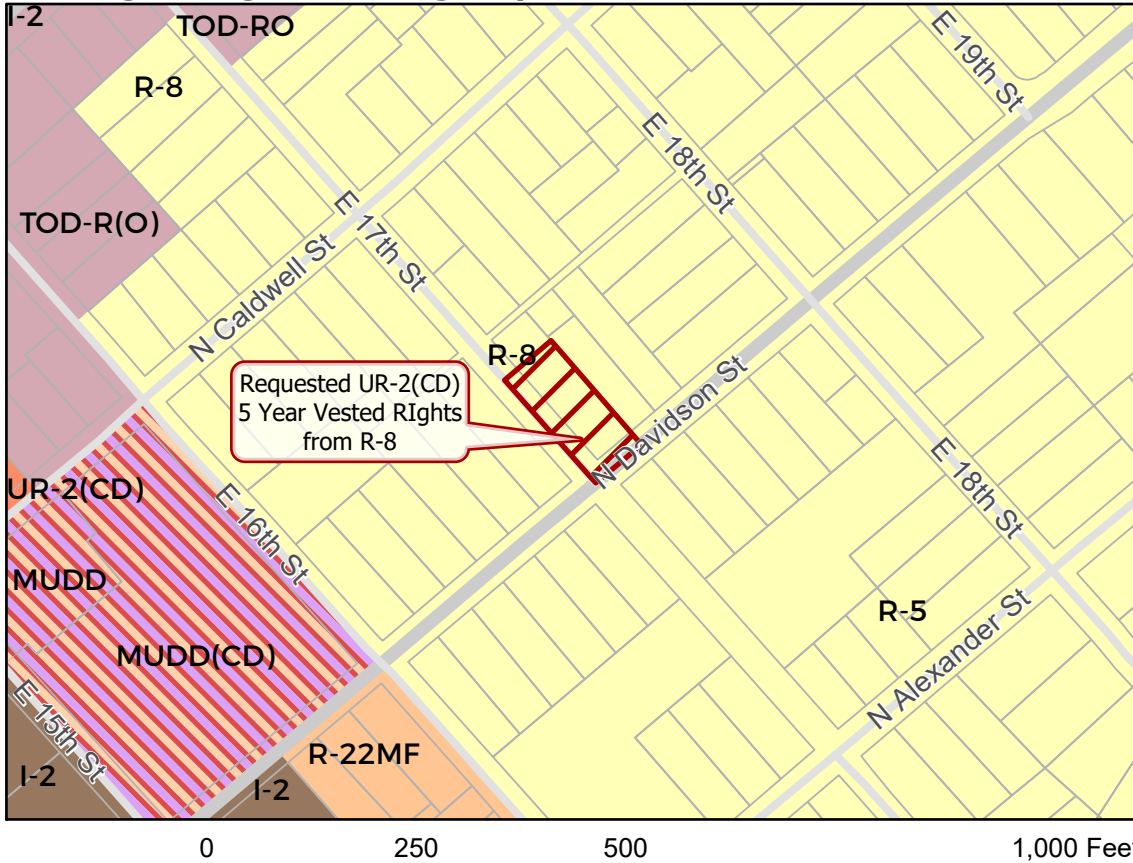 I-2
TOD-RO
E 19th St
R-8
E 18th St
TOD-R(O)
E 17th St
N Caldwell St
R-8
Requested UR-2(CD)
5 Year Vested RIghts
from R-8
N Davidson St
E 18th St
UR-2(CD)
E 16th St
MUDD
R-5
MUDD(CD)
N Alexander St
E 15th St
R-22MF
I-2
I-2
0 250 500 1,000 Feet